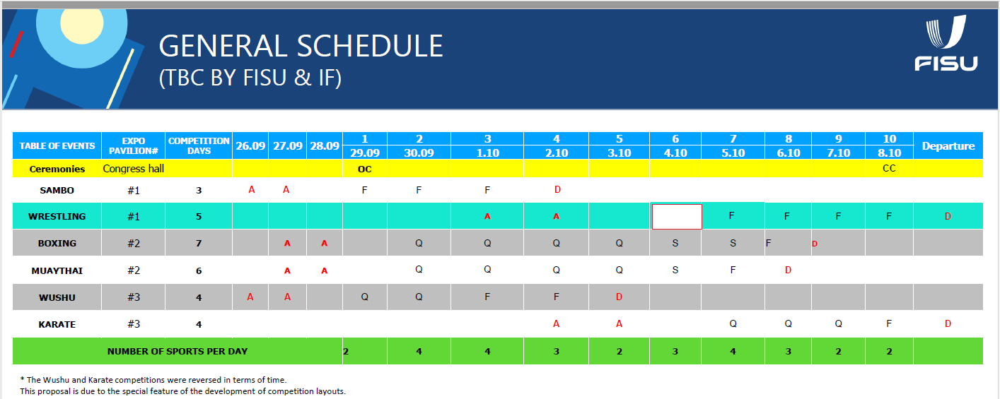 GENERAL SCHEDULE
(TBC BY FISU & IF)
FISU
TABLE OF EVENTS EXPO PAVILION# COMPETITION DAYS 26.09 27.09 28.09 1 29.09 2 30.09 3 1.10 4 2.10 5 3.10 6 4.10 7 5.10 8 6.10 9 7.10 10 8.10 Departure
Ceremonies Congress hall OC CC
SAMBO #1 3 A A F F F D
WRESTLING #1 5 A A F F F F D
BOXING #2 7 A A Q Q Q Q S S F D
MUAYTHAI #2 6 A A Q Q Q Q S F D
WUSHU #3 4 A A Q Q F F D
KARATE #3 4 A A Q Q Q F D
NUMBER OF SPORTS PER DAY 2 4 4 3 2 3 4 3 2 2
* The Wushu and Karate competitions were reversed in terms of time.
This proposal is due to the special feature of the development of competition layouts.